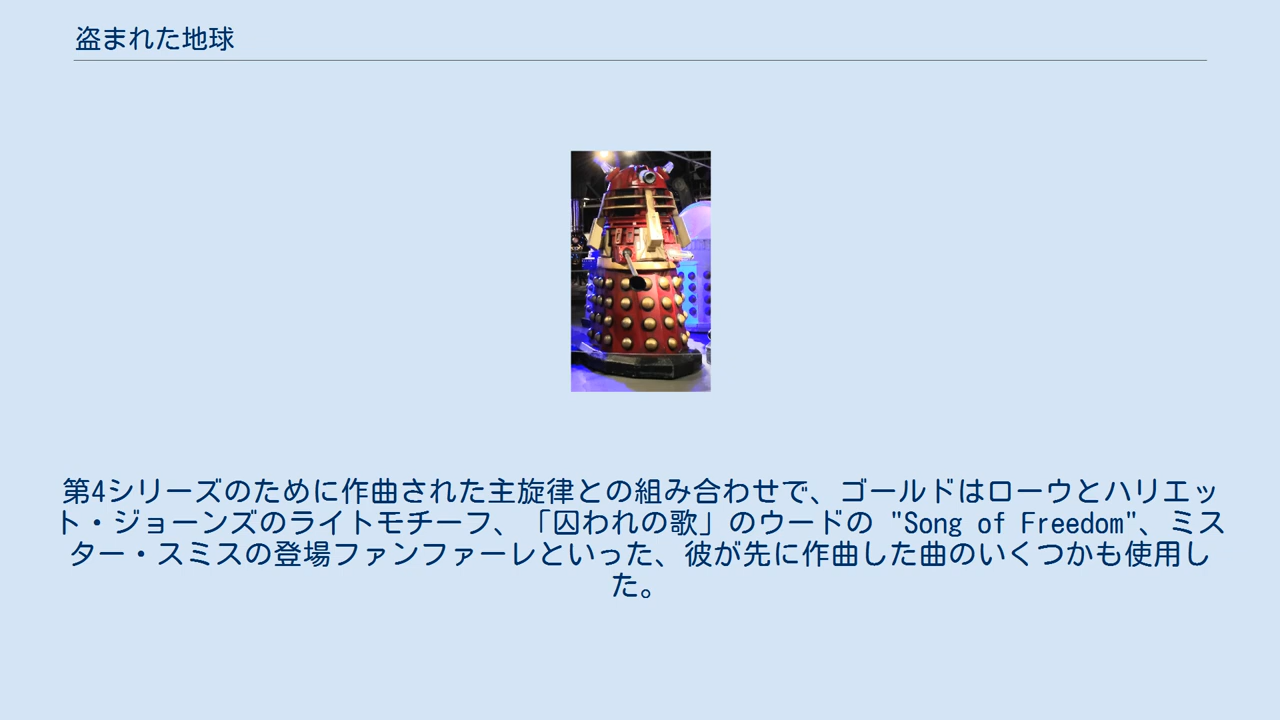 盗まれた地球
第4シリーズのために作曲された主旋律との組み合わせで、ゴールドはローウとハリエッ
ト・ジョーンズのライトモチーフ、「囚われの歌」のウードの "Song of Freedom"、ミス
ター・スミスの登場ファンファーレといった、彼が先に作曲した曲のいくつかも使用し
た。